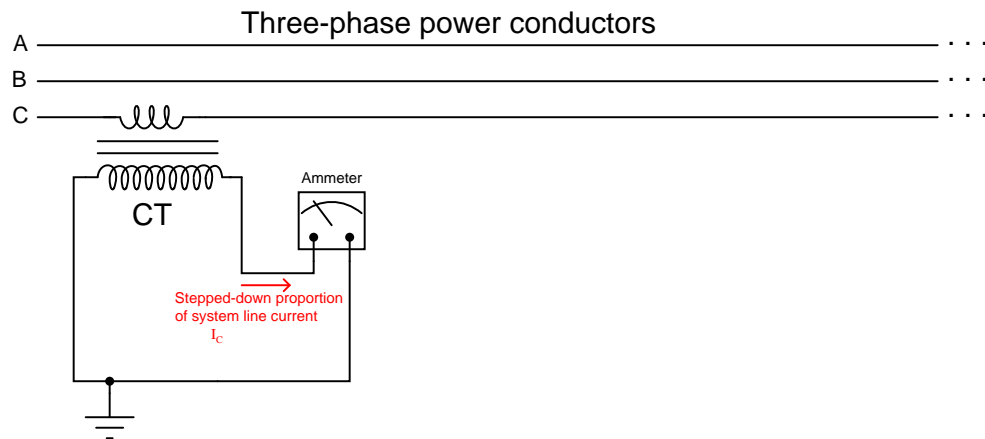 Three-phase power conductors
A
. . .
B
. . .
C
. . .
Ammeter
CT
Stepped-down proportion
of system line current
I_C